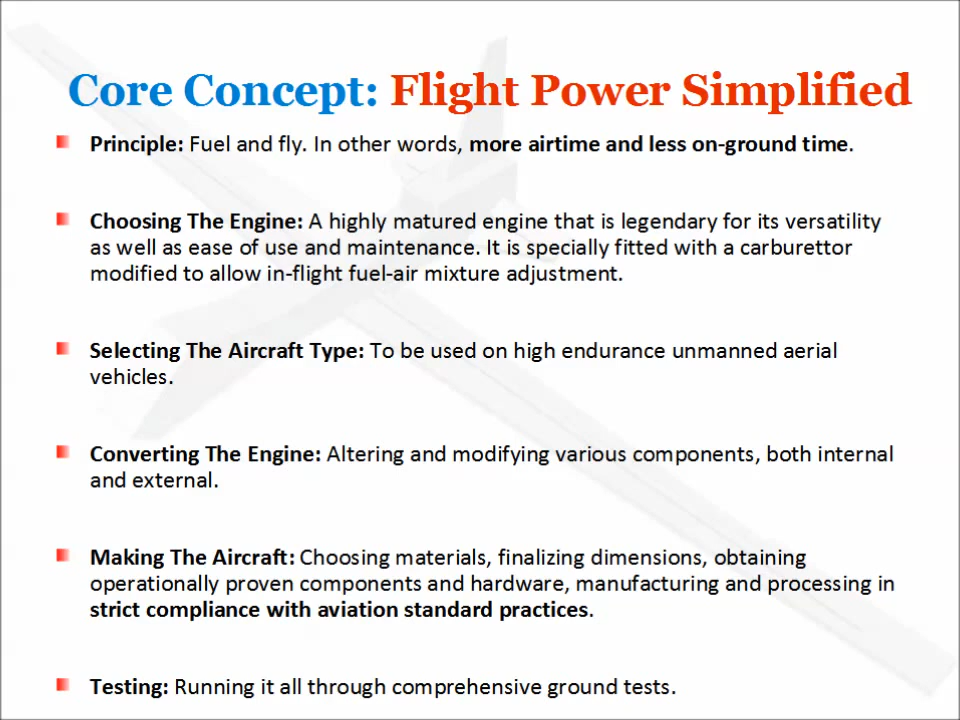 Core Concept: Flight Power Simplified
Principle: Fuel and fly. In other words, more airtime and less on-ground time.
Choosing The Engine: A highly matured engine that is legendary for its versatility
as well as ease of use and maintenance. It is specially fitted with a carburettor
modified to allow in-flight fuel-air mixture adjustment.
Selecting The Aircraft Type: To be used on high endurance unmanned aerial
vehicles.
Converting The Engine: Altering and modifying various components, both internal
and external.
Making The Aircraft: Choosing materials, finalizing dimensions, obtaining
operationally proven components and hardware, manufacturing and processing in
strict compliance with aviation standard practices.
Testing: Running it all through comprehensive ground tests.